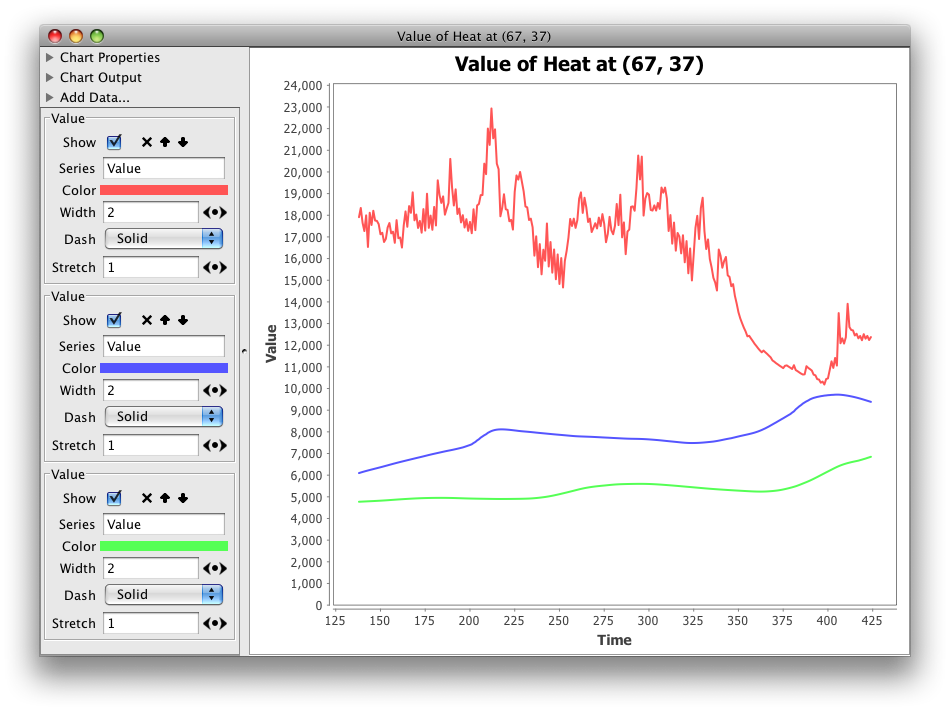 Value of Heat at (67, 37)
Chart Properties
Chart Output
Add Data...
Value
Show
Series Value
Color
Width 2
Dash Solid
Stretch 1
Value
Show
Series Value
Color
Width 2
Dash Solid
Stretch 1
Value
Show
Series Value
Color
Width 2
Dash Solid
Stretch 1
Value of Heat at (67, 37)
24,000
23,000
22,000
21,000
20,000
19,000
18,000
17,000
16,000
15,000
14,000
13,000
12,000
11,000
10,000
9,000
8,000
7,000
6,000
5,000
4,000
3,000
2,000
1,000
0
Value
125 150 175 200 225 250 275 300 325 350 375 400 425
Time